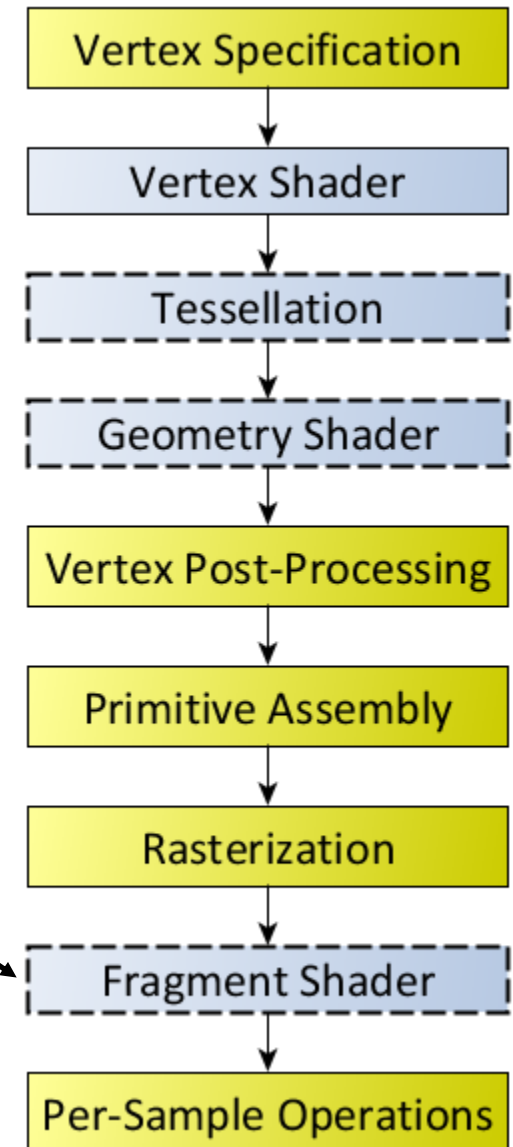 Vertex Specification
Vertex Shader
Tessellation
Geometry Shader
Vertex Post-Processing
Primitive Assembly
Rasterization
Fragment Shader
Per-Sample Operations